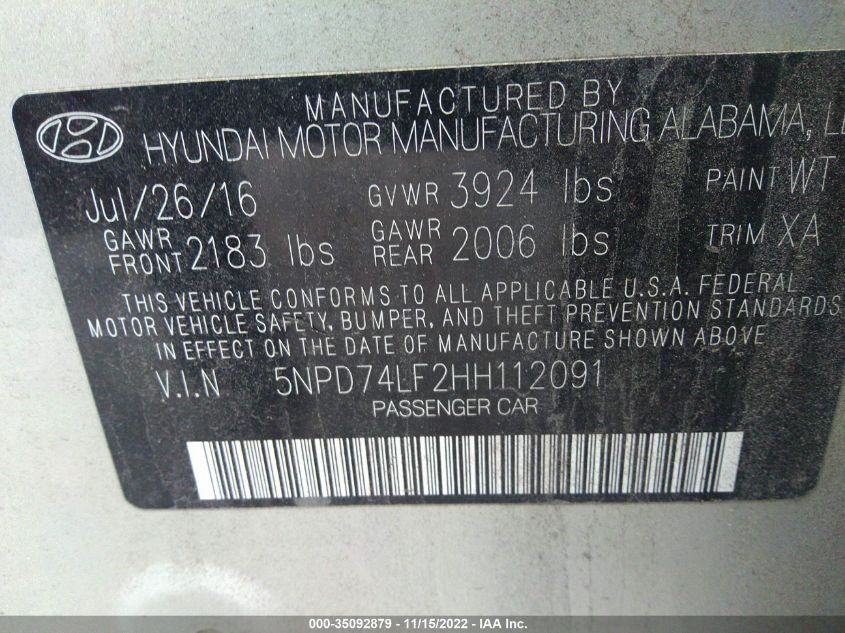 MANUFACTURED BY
HYUNDAI MOTOR MANUFACTURING ALABAMA,
Jul/26/16 GVWR 3924 lbs PAINT WT
GAWR FRONT 2183 lbs GAWR REAR 2006 lbs TRIM XA
THIS VEHICLE CONFORMS TO ALL APPLICABLE U.S.A. FEDERAL
MOTOR VEHICLE SAFETY, BUMPER, AND THEFT PREVENTION STANDARDS
IN EFFECT ON THE DATE OF MANUFACTURE SHOWN ABOVE
V.I.N 5NPD74LF2HH112091
PASSENGER CAR
000-35092879 - 11/15/2022 - IAA Inc.